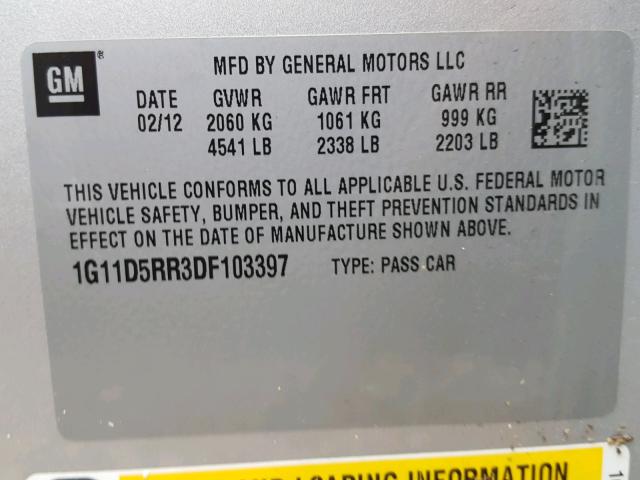 GM®
MFD BY GENERAL MOTORS LLC
DATE GVWR GAWR FRT GAWR RR
02/12 2060 KG 1061 KG 999 KG
4541 LB 2338 LB 2203 LB
THIS VEHICLE CONFORMS TO ALL APPLICABLE U.S. FEDERAL MOTOR
VEHICLE SAFETY, BUMPER, AND THEFT PREVENTION STANDARDS IN
EFFECT ON THE DATE OF MANUFACTURE SHOWN ABOVE.
1G11D5RR3DF103397 TYPE: PASS CAR
LOADING INFORMATION